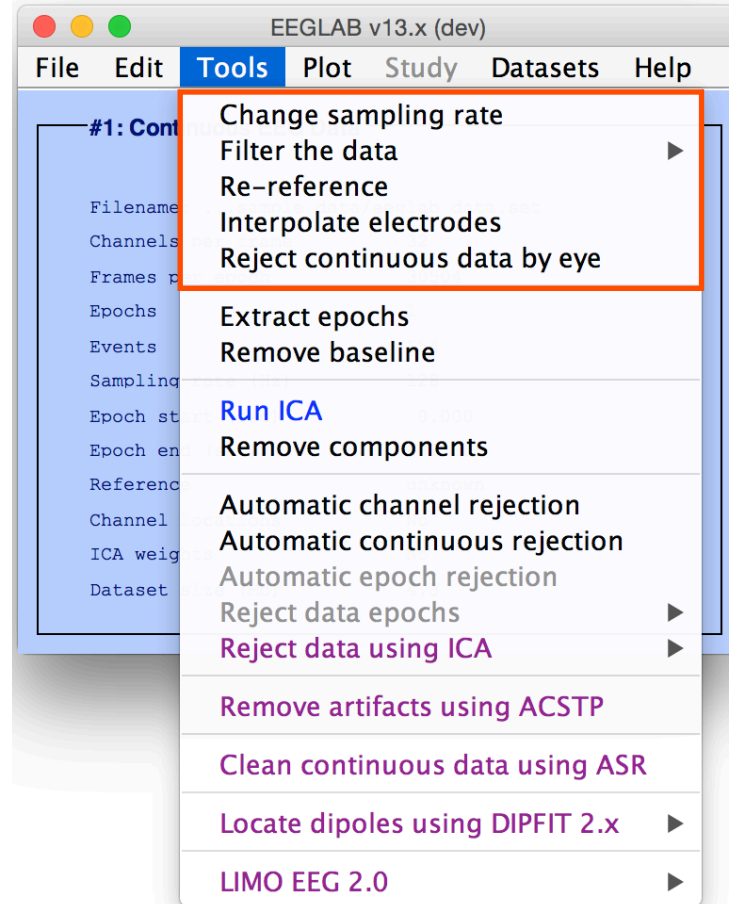 EEGLAB v13.x (dev)
File Edit Tools Plot Study Datasets Help
#1: Cont
Change sampling rate
Filter the data
Re-reference
Filename:
Interpolate electrodes
Channels
Reject continuous data by eye
Frames
Epochs
Extract epochs
Events
Remove baseline
Sampling
Run ICA
Epoch st
Remove components
Epoch en
Referenc
Automatic channel rejection
Channel
Automatic continuous rejection
ICA weig
Automatic epoch rejection
Dataset
Reject data epochs
Reject data using ICA
Remove artifacts using ACSTP
Clean continuous data using ASR
Locate dipoles using DIPFIT 2.x
LIMO EEG 2.0